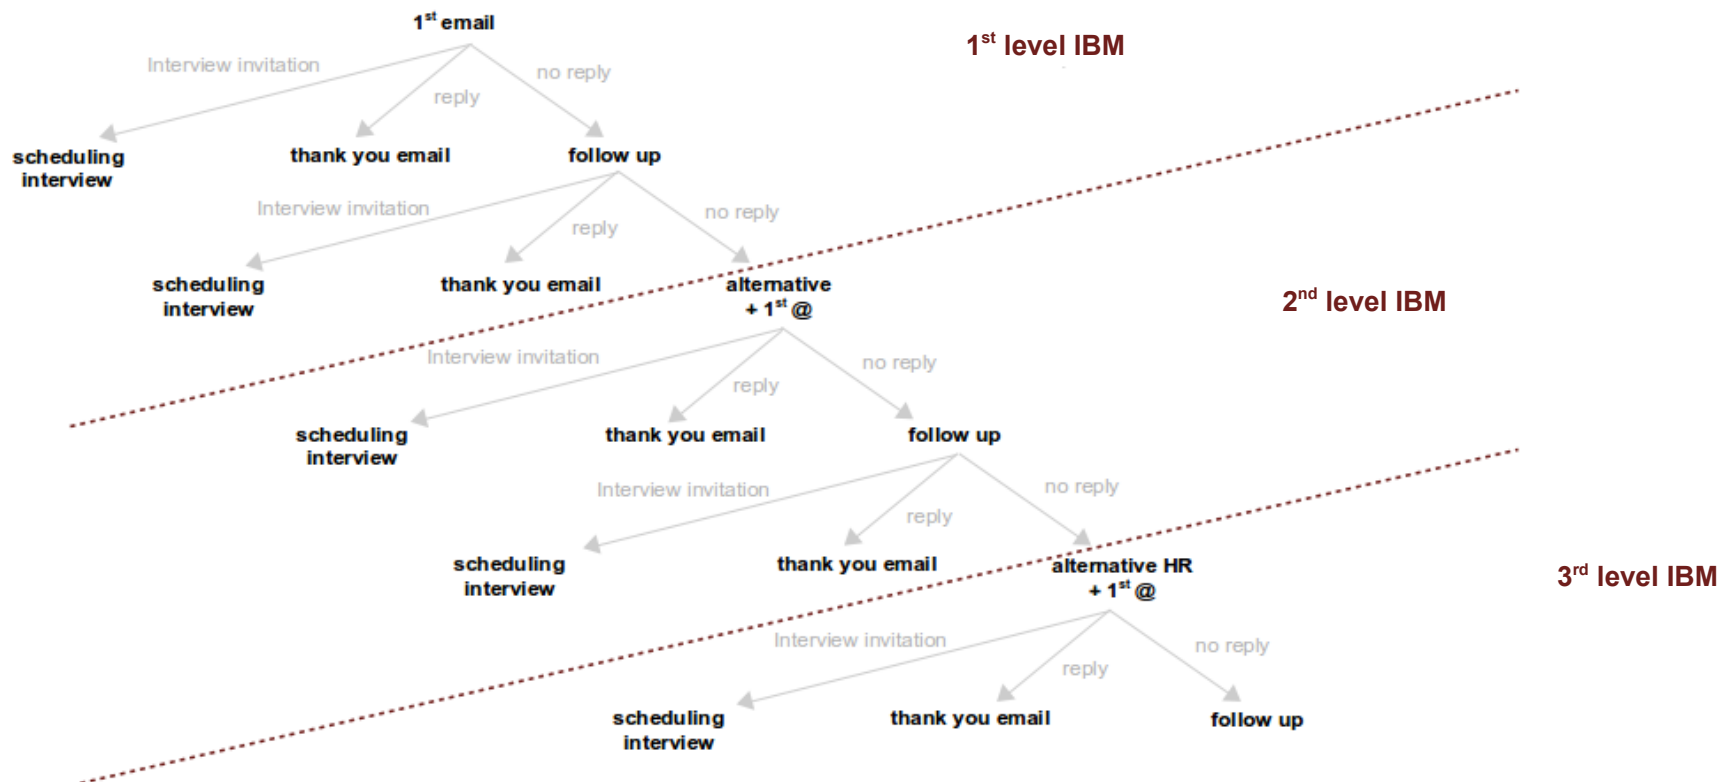 1st email
1st level IBM
Interview invitation
no reply
reply
scheduling
interview
thank you email
follow up
Interview invitation
no reply
reply
scheduling
interview
thank you email
alternative
+ 1st @
2nd level IBM
Interview invitation
no reply
reply
scheduling
interview
thank you email
follow up
Interview invitation
no reply
reply
scheduling
interview
thank you email
alternative HR
+ 1st @
3rd level IBM
Interview invitation
no reply
reply
scheduling
interview
thank you email
follow up